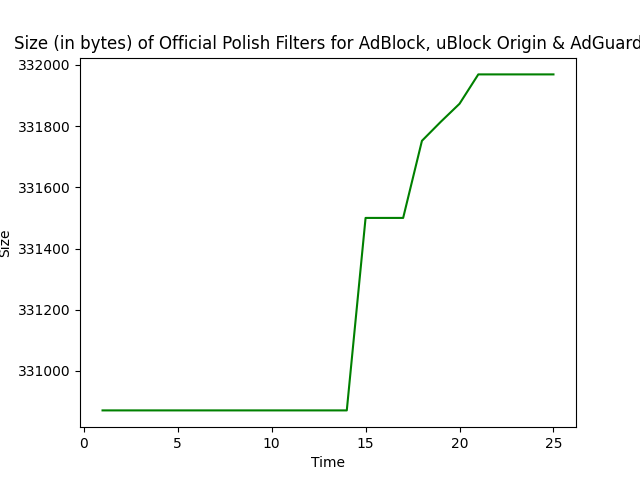 Size (in bytes) of Official Polish Filters for AdBlock, uBlock Origin & AdGuard
332000
331800
331600
331400
331200
331000
Size
0 5 10 15 20 25
Time